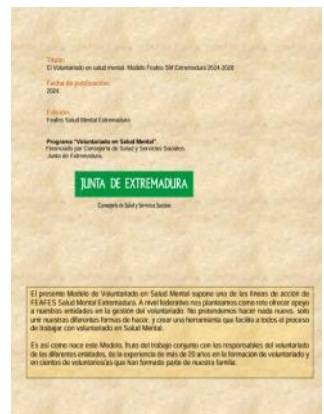 Título:
El Voluntariado en salud mental. Modelo Feafes SM Extremadura 2024-2028
Fecha de publicación:
2024.
Edición:
Feafes Salud Mental Extremadura
Programa "Voluntariado en Salud Mental".
Financiado por Consejería de Salud y Servicios Sociales.
Junta de Extremadura.
JUNTA DE EXTREMADURA
Consejería de Salud y Servicios Sociales
El presente Modelo de Voluntariado en Salud Mental supone una de las líneas de acción de
FEAFES Salud Mental Extremadura. A nivel federativo nos planteamos como reto ofrecer apoyo
a nuestras entidades en la gestión del voluntariado. No pretendemos hacer nada nuevo, solo
unir nuestras diferentes formas de hacer, y crear una herramienta que facilite a todos el proceso
de trabajar con voluntariado en Salud Mental.
Es así como nace este Modelo, fruto del trabajo conjunto con los responsables del voluntariado
de las diferentes entidades, de la experiencia de más de 20 años en la formación de voluntariado y
en cientos de voluntarios/as que han formado parte de nuestra familia.